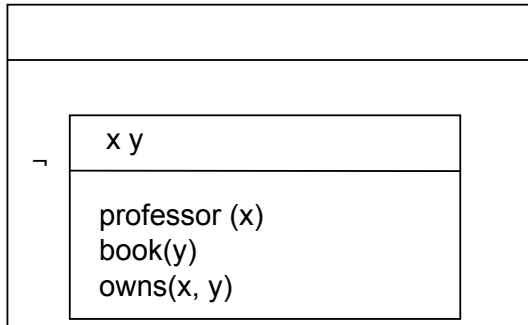 x y
¬
professor (x)
book(y)
owns(x, y)